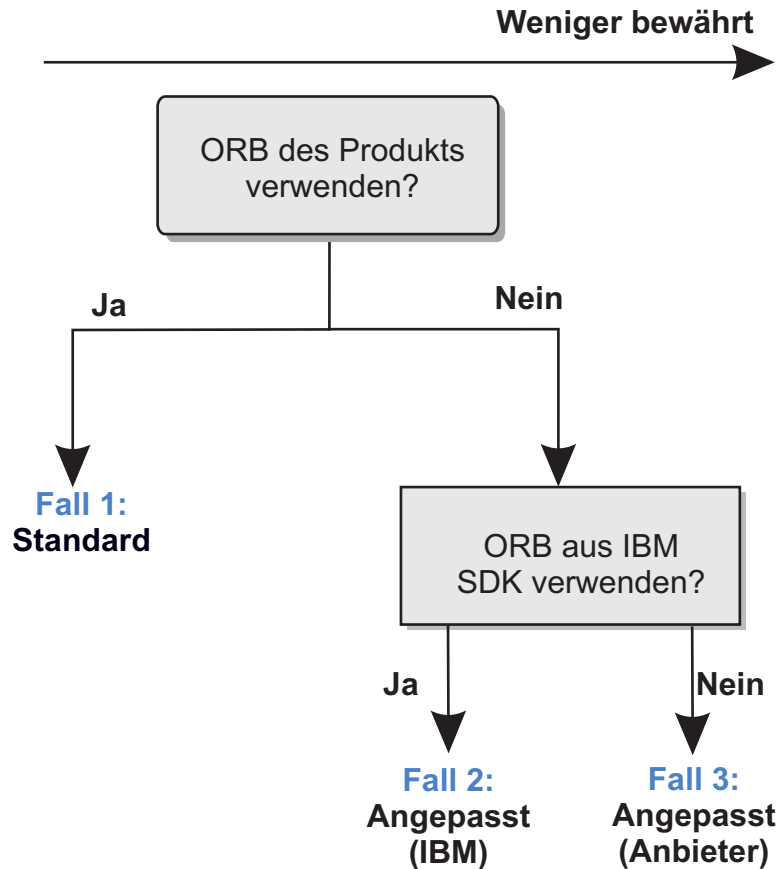 Weniger bewährt
ORB des Produkts
verwenden?
Ja
Nein
Fall 1:
Standard
ORB aus IBM
SDK verwenden?
Ja
Nein
Fall 2:
Angepasst
(IBM)
Fall 3:
Angepasst
(Anbieter)